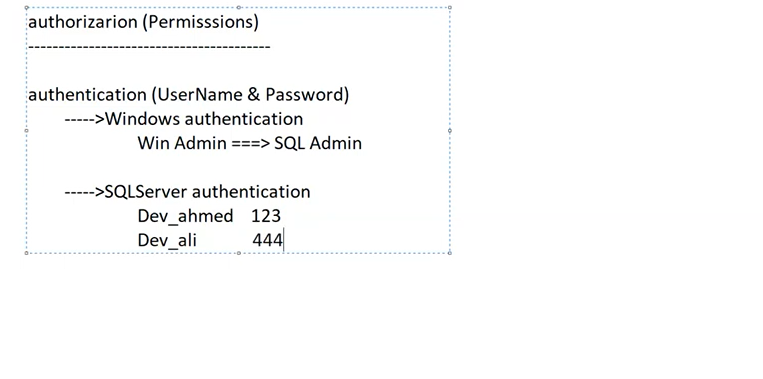 authorizarion (Permisssions)
----------------------------------------
authentication (UserName & Password)
----->Windows authentication
Win Admin ===> SQL Admin
----->SQLServer authentication
Dev_ahmed 123
Dev_ali 444